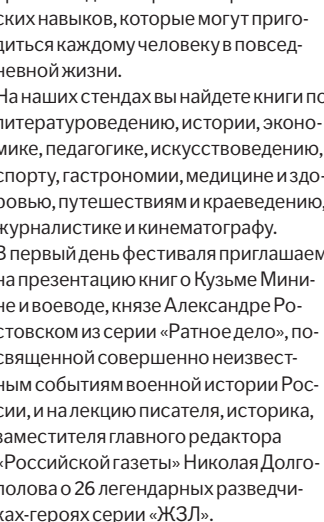 ских навыков, которые могут приго-
диться каждому человеку в повсед-
невной жизни.
На наших стендах вы найдете книги по
литературоведению, истории, эконо-
мике, педагогике, искусствоведению,
спорту, гастрономии, медицине и здо-
ровью, путешествиям и краеведению,
журналистике и кинематографу.
В первый день фестиваля приглашаем
на презентацию книг о Кузьме Мини-
не и воеводе, князе Александре Ро-
стовском из серии «Ратное дело», по-
священной совершенно неизвест-
ным событиям военной истории Рос-
сии, и на лекцию писателя, историка,
заместителя главного редактора
«Российской газеты» Николая Долго-
полова о 26 легендарных разведчи-
ках-героях серии «ЖЗЛ».